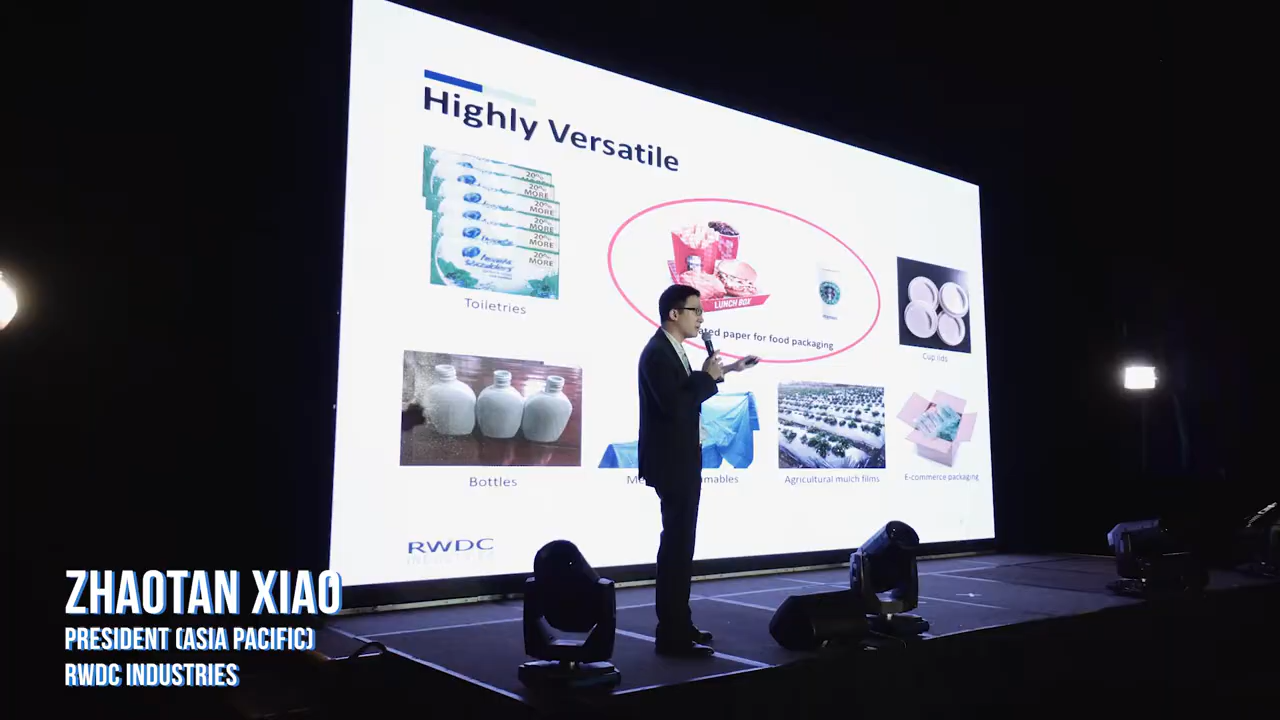 Highly Versatile
20%
MORE
20%
MORE
20%
MORE
20%
MORE
20%
MORE
Toiletries
LUNCH BOX
paper for food packaging
Cup lids
Bottles
Agricultural mulch films
E-commerce packaging
RWDC
INDUSTRIES
ZHAOTAN XIAO
PRESIDENT (ASIA PACIFIC)
RWDC INDUSTRIES